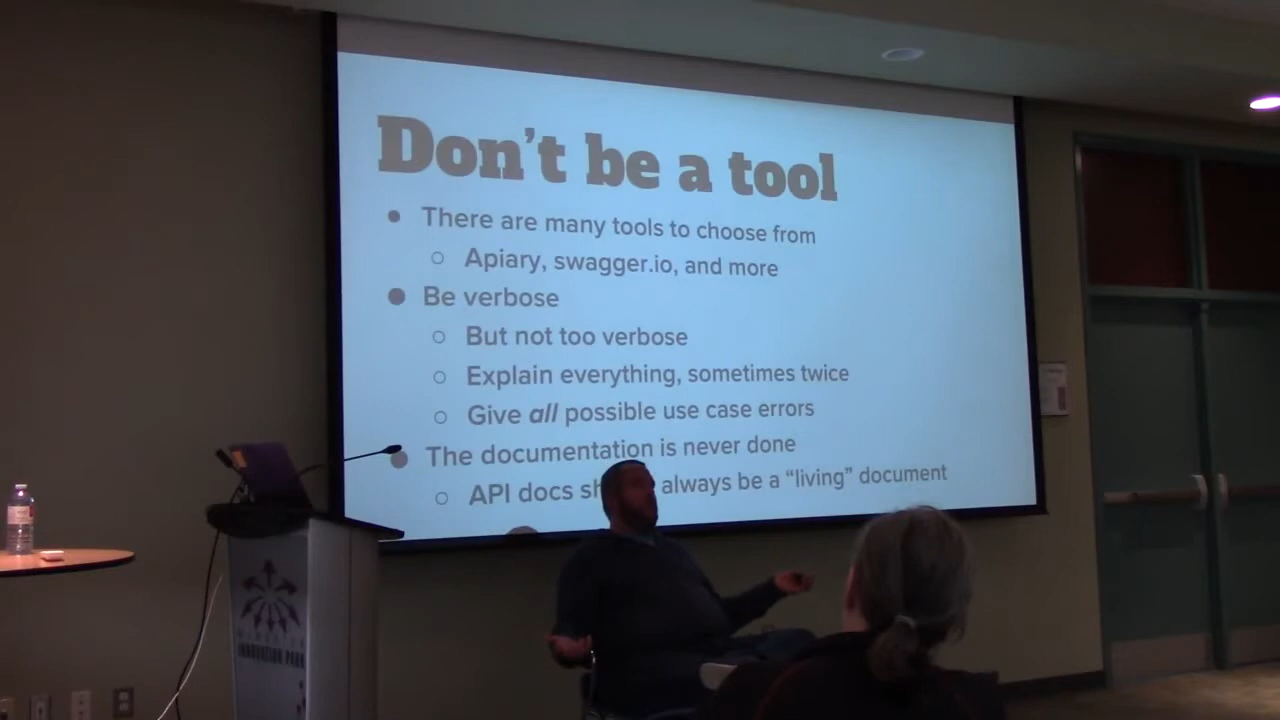 Don't be a tool
There are many tools to choose from
Apiary, swagger.io, and more
Be verbose
But not too verbose
Explain everything, sometimes twice
Give all possible use case errors
The documentation is never done
API docs sh always be a “living” document
INNOVATION PARK